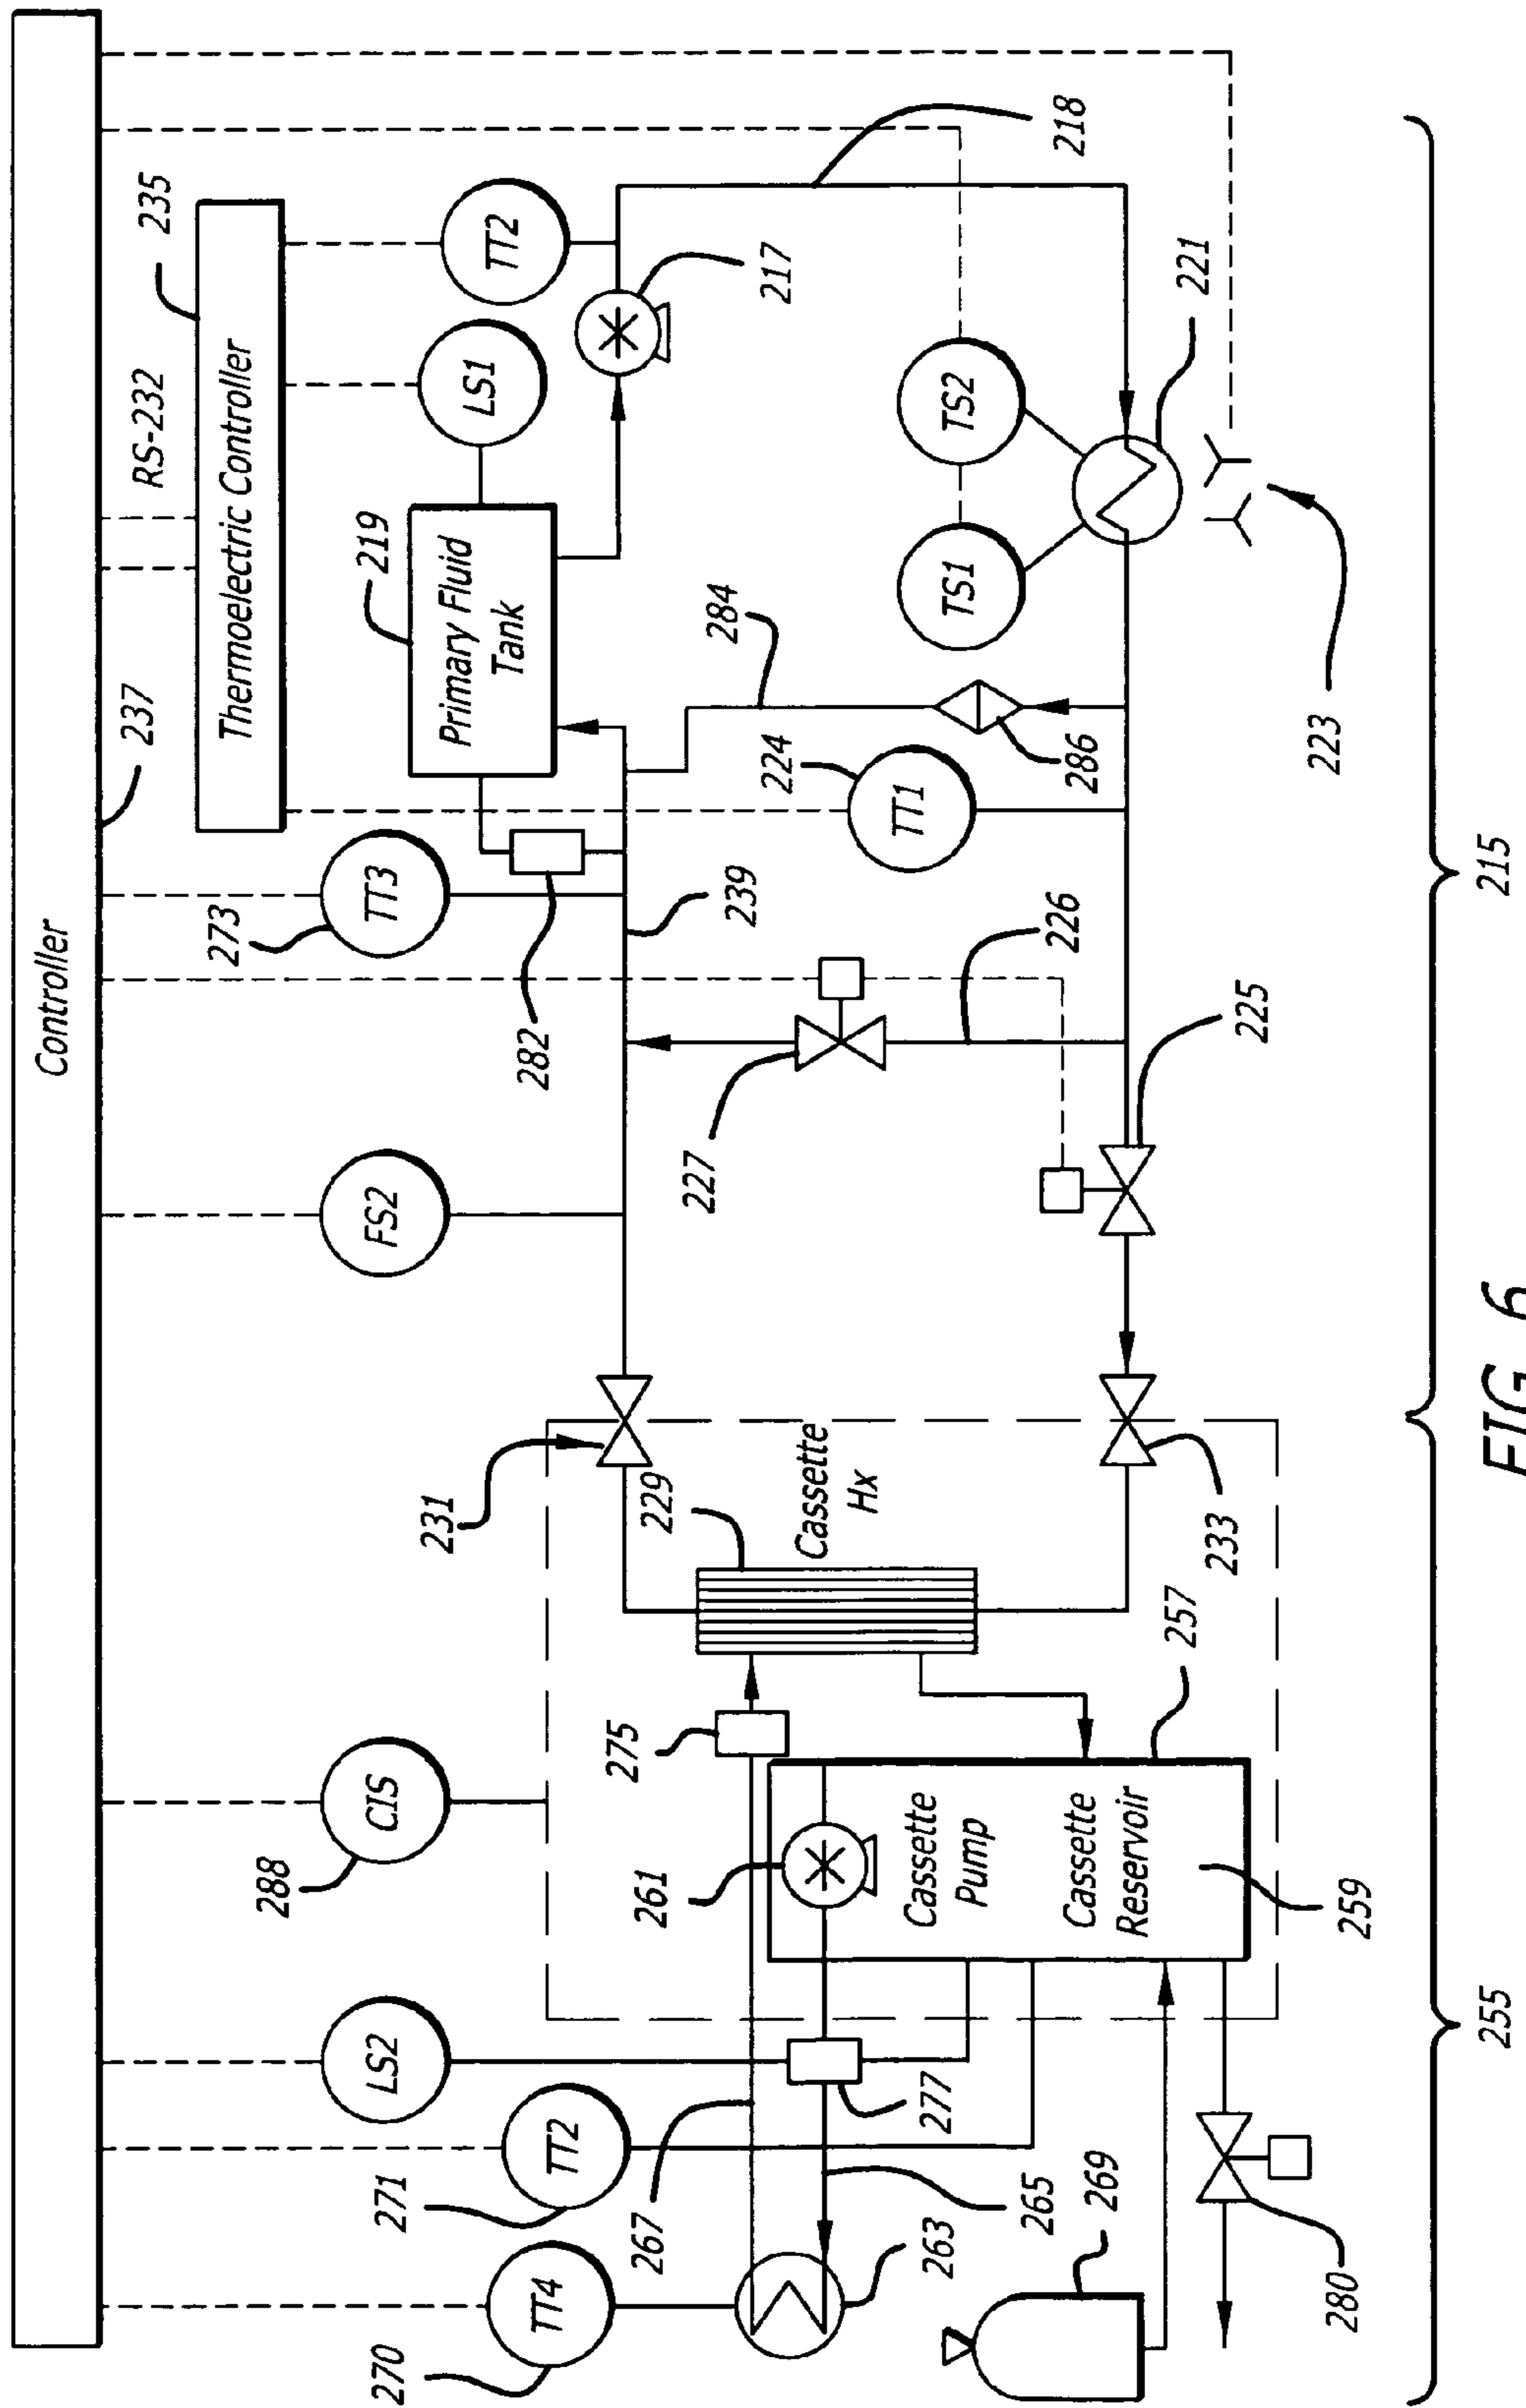 Controller
237
RS-232
235
Thermoelectric Controller
TT4
270
TT2
271
LS2
CIS
288
FS2
TT3
273
282
Primary Fluid
Tank
219
LS1
TT2
217
218
267
277
265
263
269
280
261
Cassette
Pump
Cassette
Reservoir
259
257
275
229
Cassette
Hx
231
233
227
226
225
239
TT1
224
284
286
TS1
TS2
221
223
255
215
FIG. 6